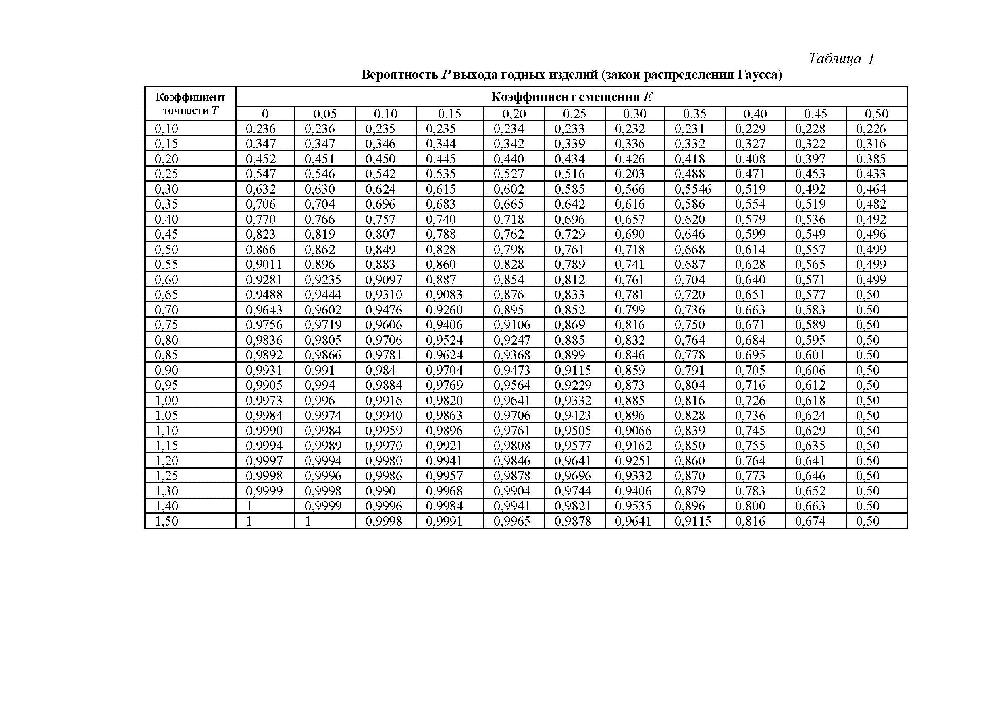 Таблица 1
Вероятность P выхода годных изделий (закон распределения Гаусса)
Коэффициент точности T Коэффициент смещения E
0 0,05 0,10 0,15 0,20 0,25 0,30 0,35 0,40 0,45 0,50
0,10 0,236 0,236 0,235 0,235 0,234 0,233 0,232 0,231 0,229 0,228 0,226
0,15 0,347 0,347 0,346 0,344 0,342 0,339 0,336 0,332 0,327 0,322 0,316
0,20 0,452 0,451 0,450 0,445 0,440 0,434 0,426 0,418 0,408 0,397 0,385
0,25 0,547 0,546 0,542 0,535 0,527 0,516 0,203 0,488 0,471 0,453 0,433
0,30 0,632 0,630 0,624 0,615 0,602 0,585 0,566 0,5546 0,519 0,492 0,464
0,35 0,706 0,704 0,696 0,683 0,665 0,642 0,616 0,586 0,554 0,519 0,482
0,40 0,770 0,766 0,757 0,740 0,718 0,696 0,657 0,620 0,579 0,536 0,492
0,45 0,823 0,819 0,807 0,788 0,762 0,729 0,690 0,646 0,599 0,549 0,496
0,50 0,866 0,862 0,849 0,828 0,798 0,761 0,718 0,668 0,614 0,557 0,499
0,55 0,9011 0,896 0,883 0,860 0,828 0,789 0,741 0,687 0,628 0,565 0,499
0,60 0,9281 0,9235 0,9097 0,887 0,854 0,812 0,761 0,704 0,640 0,571 0,499
0,65 0,9488 0,9444 0,9310 0,9083 0,876 0,833 0,781 0,720 0,651 0,577 0,50
0,70 0,9643 0,9602 0,9476 0,9260 0,895 0,852 0,799 0,736 0,663 0,583 0,50
0,75 0,9756 0,9719 0,9606 0,9406 0,9106 0,869 0,816 0,750 0,671 0,589 0,50
0,80 0,9836 0,9805 0,9706 0,9524 0,9247 0,885 0,832 0,764 0,684 0,595 0,50
0,85 0,9892 0,9866 0,9781 0,9624 0,9368 0,899 0,846 0,778 0,695 0,601 0,50
0,90 0,9931 0,991 0,984 0,9704 0,9473 0,9115 0,859 0,791 0,705 0,606 0,50
0,95 0,9905 0,994 0,9884 0,9769 0,9564 0,9229 0,873 0,804 0,716 0,612 0,50
1,00 0,9973 0,996 0,9916 0,9820 0,9641 0,9332 0,885 0,816 0,726 0,618 0,50
1,05 0,9984 0,9974 0,9940 0,9863 0,9706 0,9423 0,896 0,828 0,736 0,624 0,50
1,10 0,9990 0,9984 0,9959 0,9896 0,9761 0,9505 0,9066 0,839 0,745 0,629 0,50
1,15 0,9994 0,9989 0,9970 0,9921 0,9808 0,9577 0,9162 0,850 0,755 0,635 0,50
1,20 0,9997 0,9994 0,9980 0,9941 0,9846 0,9641 0,9251 0,860 0,764 0,641 0,50
1,25 0,9998 0,9996 0,9986 0,9957 0,9878 0,9696 0,9332 0,870 0,773 0,646 0,50
1,30 0,9999 0,9998 0,990 0,9968 0,9904 0,9744 0,9406 0,879 0,783 0,652 0,50
1,40 1 0,9999 0,9996 0,9984 0,9941 0,9821 0,9535 0,896 0,800 0,663 0,50
1,50 1 1 0,9998 0,9991 0,9965 0,9878 0,9641 0,9115 0,816 0,674 0,50